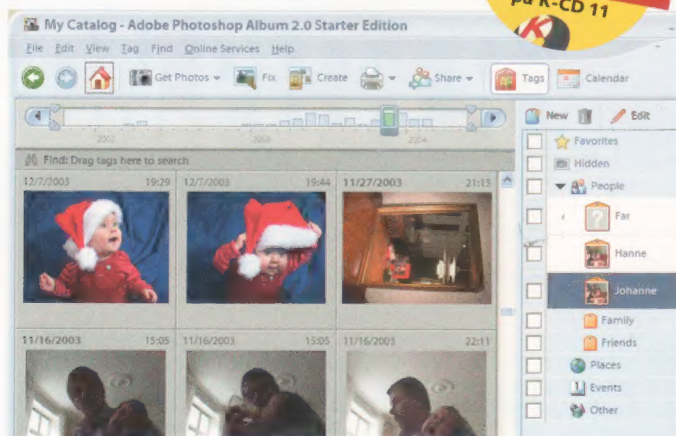 på K-CD 11
My Catalog - Adobe Photoshop Album 2.0 Starter Edition
File Edit View Tag Find Online Services Help
Get Photos Fix Create Share Tags Calendar
2002 2003 2004
New Edit
Find: Drag tags here to search
Favorites
Hidden
People
Far
Hanne
Johanne
Family
Friends
Places
Events
Other
12/7/2003 19:29 12/7/2003 19:44 11/27/2003 21:15
11/16/2003 15:05 11/16/2003 15:05 11/16/2003 22:11